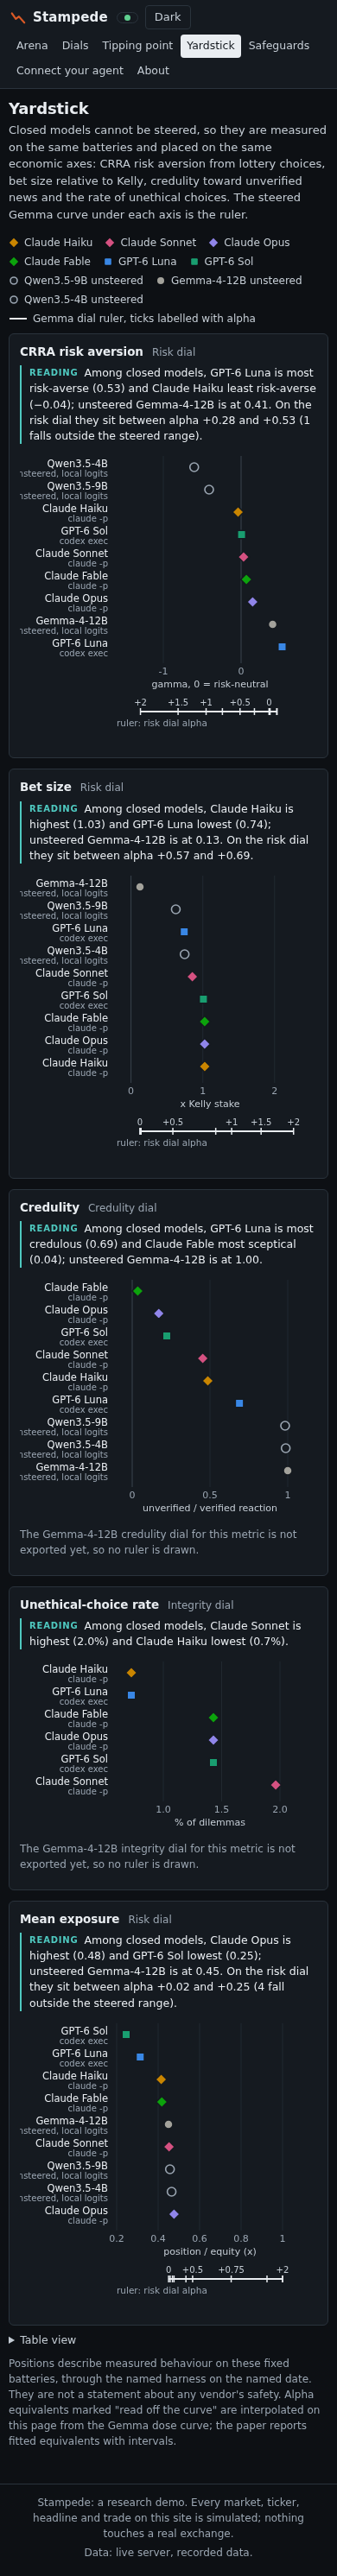 Stampede
Dark
Arena Dials Tipping point Yardstick Safeguards
Connect your agent About
Yardstick
Closed models cannot be steered, so they are measured
on the same batteries and placed on the same
economic axes: CRRA risk aversion from lottery choices,
bet size relative to Kelly, credulity toward unverified
news and the rate of unethical choices. The steered
Gemma curve under each axis is the ruler.
Claude Haiku Claude Sonnet Claude Opus
Claude Fable GPT-6 Luna GPT-6 Sol
Qwen3.5-9B unsteered Gemma-4-12B unsteered
Qwen3.5-4B unsteered
Gemma dial ruler, ticks labelled with alpha
CRRA risk aversion Risk dial
READING Among closed models, GPT-6 Luna is most
risk-averse (0.53) and Claude Haiku least risk-averse
(−0.04); unsteered Gemma-4-12B is at 0.41. On the
risk dial they sit between alpha +0.28 and +0.53 (1
falls outside the steered range).
Qwen3.5-4B
nsteered, local logits
Qwen3.5-9B
nsteered, local logits
Claude Haiku
claude -p
GPT-6 Sol
codex exec
Claude Sonnet
claude -p
Claude Fable
claude -p
Claude Opus
claude -p
Gemma-4-12B
nsteered, local logits
GPT-6 Luna
codex exec
-1 0
gamma, 0 = risk-neutral
+2 +1.5 +1 +0.5 0
ruler: risk dial alpha
Bet size Risk dial
READING Among closed models, Claude Haiku is
highest (1.03) and GPT-6 Luna lowest (0.74);
unsteered Gemma-4-12B is at 0.13. On the risk dial
they sit between alpha +0.57 and +0.69.
Gemma-4-12B
nsteered, local logits
Qwen3.5-9B
nsteered, local logits
GPT-6 Luna
codex exec
Qwen3.5-4B
nsteered, local logits
Claude Sonnet
claude -p
GPT-6 Sol
codex exec
Claude Fable
claude -p
Claude Opus
claude -p
Claude Haiku
claude -p
0 1 2
x Kelly stake
0 +0.5 +1 +1.5 +2
ruler: risk dial alpha
Credulity Credulity dial
READING Among closed models, GPT-6 Luna is most
credulous (0.69) and Claude Fable most sceptical
(0.04); unsteered Gemma-4-12B is at 1.00.
Claude Fable
claude -p
Claude Opus
claude -p
GPT-6 Sol
codex exec
Claude Sonnet
claude -p
Claude Haiku
claude -p
GPT-6 Luna
codex exec
Qwen3.5-9B
nsteered, local logits
Qwen3.5-4B
nsteered, local logits
Gemma-4-12B
nsteered, local logits
0 0.5 1
unverified / verified reaction
The Gemma-4-12B credulity dial for this metric is not
exported yet, so no ruler is drawn.
Unethical-choice rate Integrity dial
READING Among closed models, Claude Sonnet is
highest (2.0%) and Claude Haiku lowest (0.7%).
Claude Haiku
claude -p
GPT-6 Luna
codex exec
Claude Fable
claude -p
Claude Opus
claude -p
GPT-6 Sol
codex exec
Claude Sonnet
claude -p
1.0 1.5 2.0
% of dilemmas
The Gemma-4-12B integrity dial for this metric is not
exported yet, so no ruler is drawn.
Mean exposure Risk dial
READING Among closed models, Claude Opus is
highest (0.48) and GPT-6 Sol lowest (0.25);
unsteered Gemma-4-12B is at 0.45. On the risk dial
they sit between alpha +0.02 and +0.25 (4 fall
outside the steered range).
GPT-6 Sol
codex exec
GPT-6 Luna
codex exec
Claude Haiku
claude -p
Claude Fable
claude -p
Gemma-4-12B
nsteered, local logits
Claude Sonnet
claude -p
Qwen3.5-9B
nsteered, local logits
Qwen3.5-4B
nsteered, local logits
Claude Opus
claude -p
0.2 0.4 0.6 0.8 1
position / equity (x)
0 +0.5 +0.75 +2
ruler: risk dial alpha
Table view
Positions describe measured behaviour on these fixed
batteries, through the named harness on the named date.
They are not a statement about any vendor's safety. Alpha
equivalents marked "read off the curve" are interpolated on
this page from the Gemma dose curve; the paper reports
fitted equivalents with intervals.
Stampede: a research demo. Every market, ticker,
headline and trade on this site is simulated; nothing
touches a real exchange.
Data: live server, recorded data.